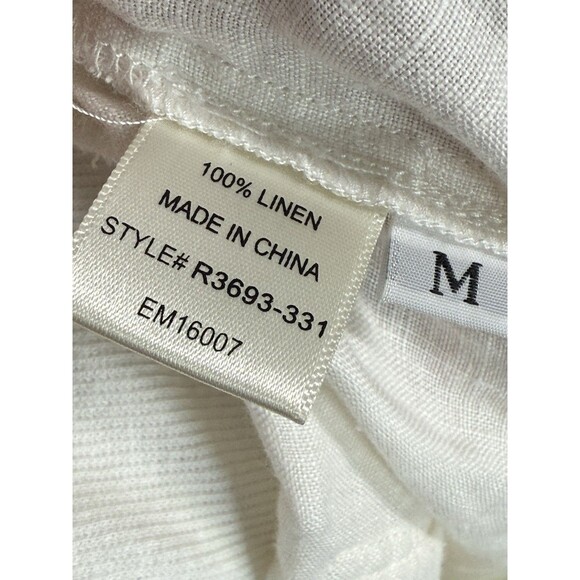 100% LINEN
MADE IN CHINA
STYLE# R3693-331
EM16007
M